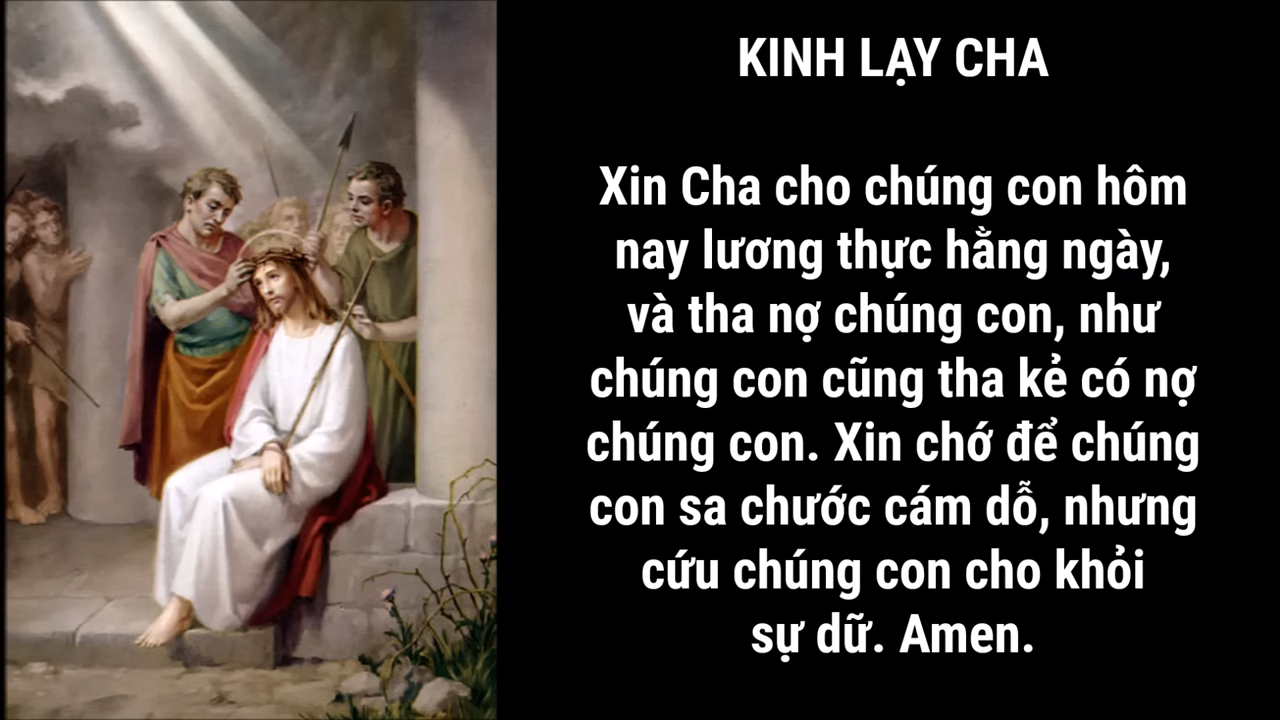 KINH LẠY CHA
Xin Cha cho chúng con hôm
nay lương thực hằng ngày,
và tha nợ chúng con, như
chúng con cũng tha kẻ có nợ
chúng con. Xin chớ để chúng
con sa chước cám dỗ, nhưng
cứu chúng con cho khỏi
sự dữ. Amen.